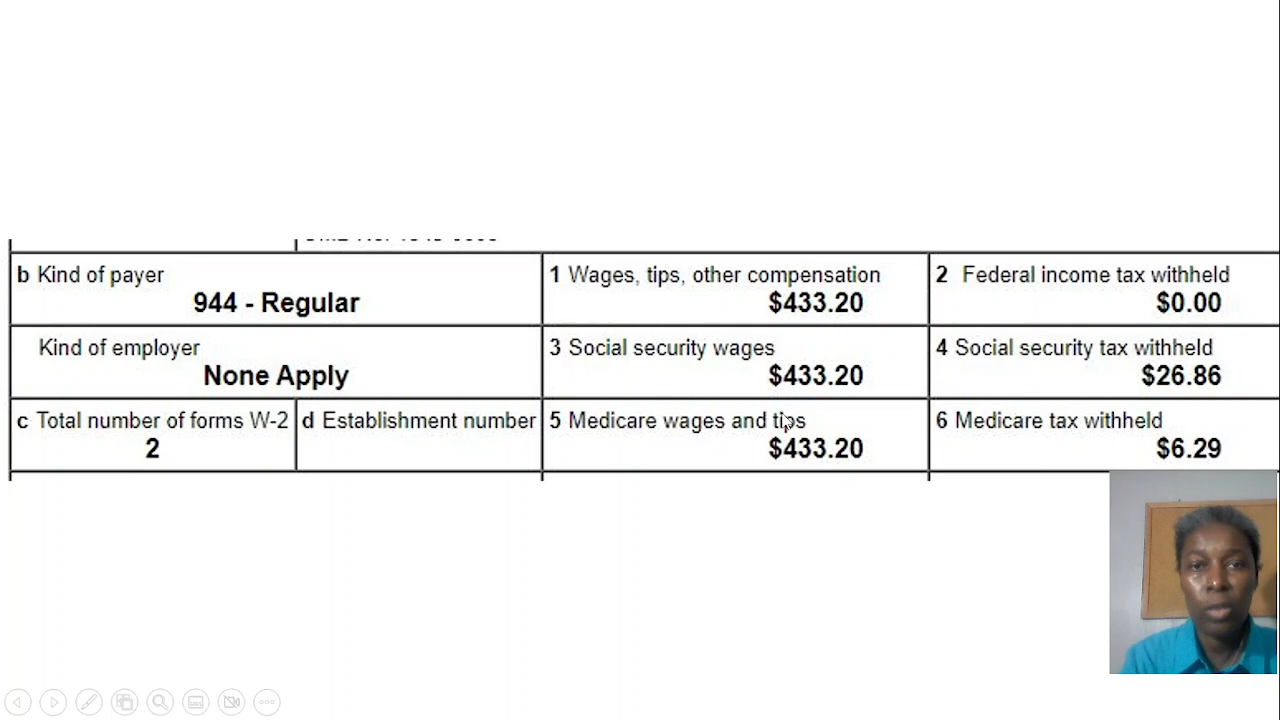 b Kind of payer
944 - Regular
1 Wages, tips, other compensation
$433.20
2 Federal income tax withheld
$0.00
Kind of employer
None Apply
3 Social security wages
$433.20
4 Social security tax withheld
$26.86
c Total number of forms W-2
2
d Establishment number
5 Medicare wages and tips
$433.20
6 Medicare tax withheld
$6.29